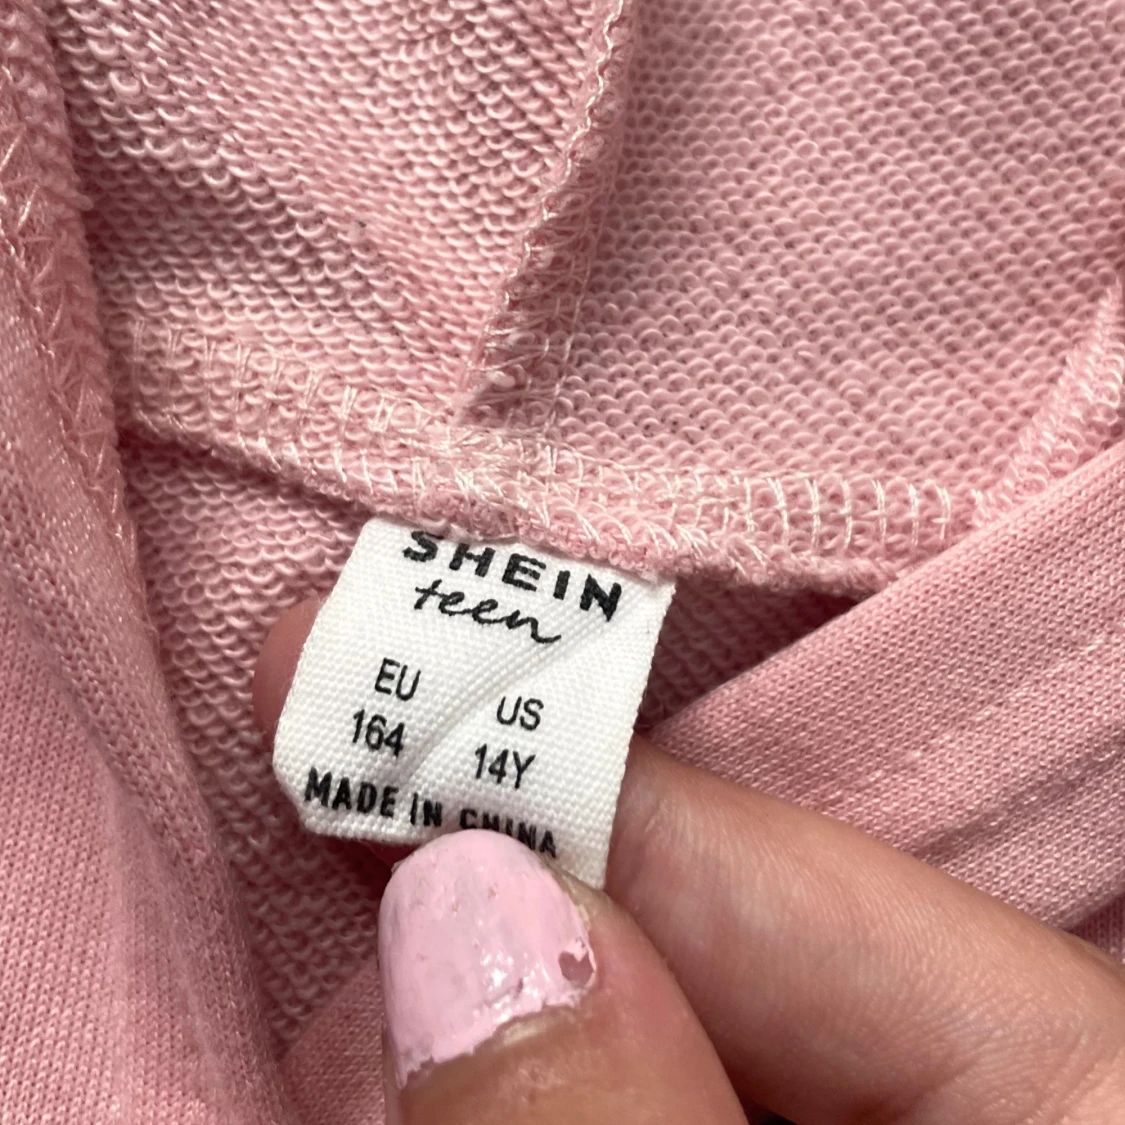 SHEIN
teen
EU US
164 14Y
MADE IN CHINA